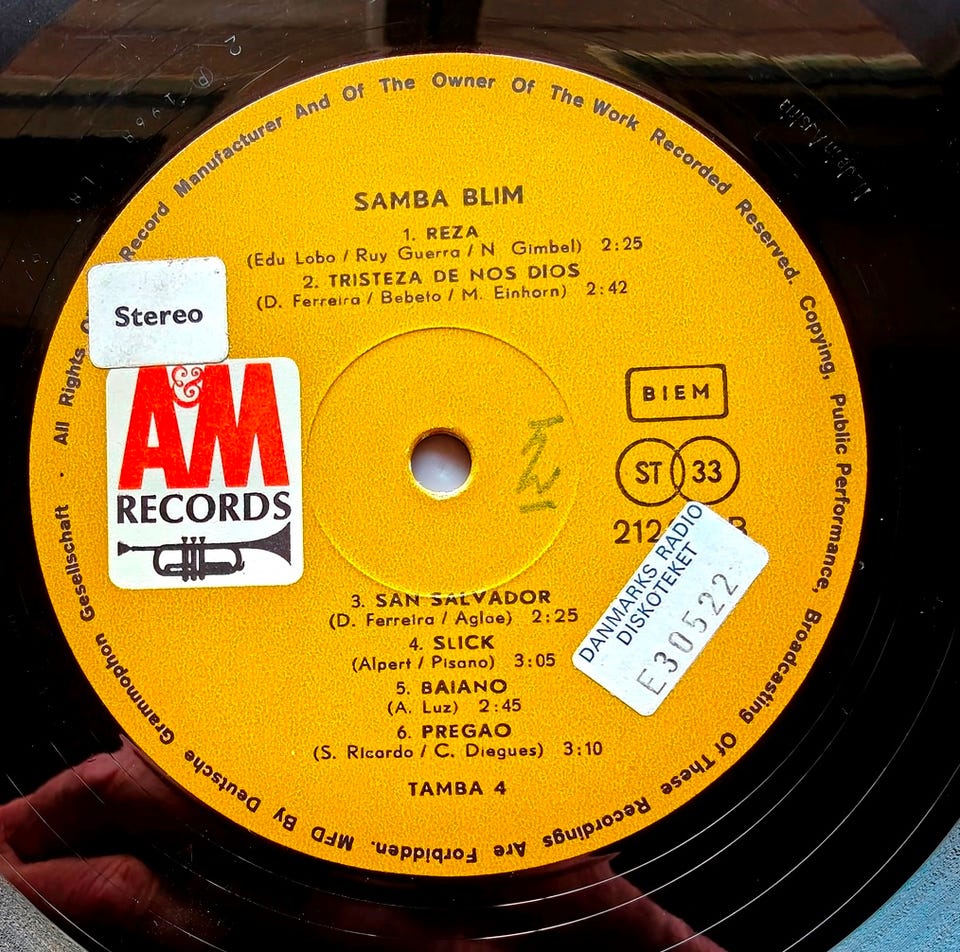 All Rights Record Manufacturer And Of The Owner Of The Work Recorded Reserved. Copying, Public Performance, Broadcasting Of These Recordings Are Forbidden. MFD By Deutsche Grammophon Gesellschaft ·
SAMBA BLIM
1. REZA
(Edu Lobo / Ruy Guerra / N Gimbel) 2:25
2. TRISTEZA DE NOS DIOS
(D. Ferreira / Bebeto / M. Einhorn) 2:42
Stereo
A&M
RECORDS
BIEM
ST 33
212 B
DANMARKS RADIO
DISKOTEKET
E30522
3. SAN SALVADOR
(D. Ferreira / Aglae) 2:25
4. SLICK
(Alpert / Pisano) 3:05
5. BAIANO
(A. Luz) 2:45
6. PREGAO
(S. Ricardo / C. Diegues) 3:10
TAMBA 4